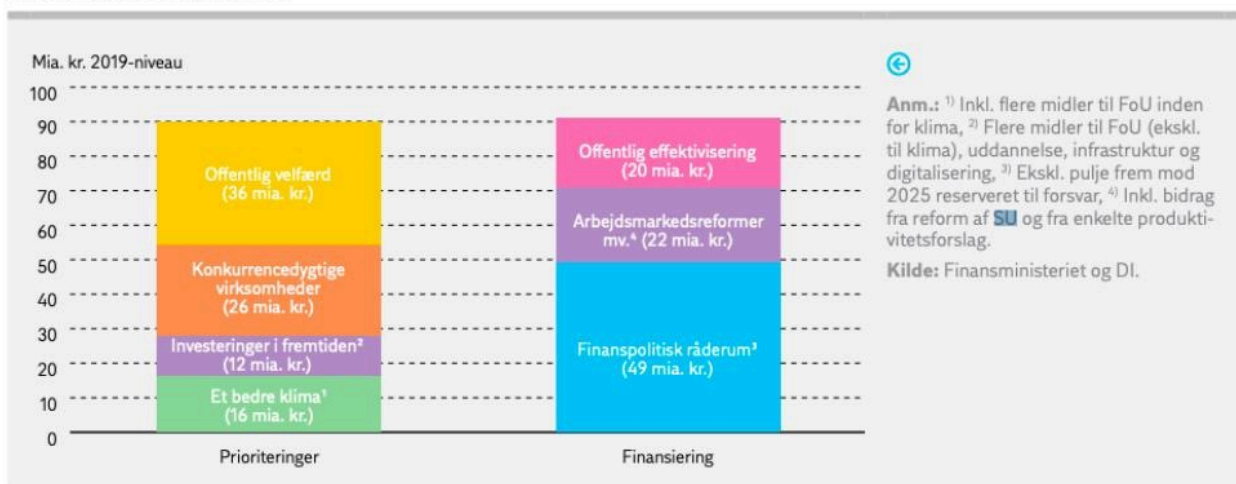 Mia. kr. 2019-niveau
100
90
80
70
60
50
40
30
20
10
0
Offentlig velfærd
(36 mia. kr.)
Konkurrencedygtige
virksomheder
(26 mia. kr.)
Investeringer i fremtiden²
(12 mia. kr.)
Et bedre klima¹
(16 mia. kr.)
Prioriteringer
Offentlig effektivisering
(20 mia. kr.)
Arbejdsmarkedsreformer
mv.⁴ (22 mia. kr.)
Finanspolitisk råderum³
(49 mia. kr.)
Finansiering
Anm.: ¹⁾ Inkl. flere midler til FoU inden
for klima, ²⁾ Flere midler til FoU (ekskl.
til klima), uddannelse, infrastruktur og
digitalisering, ³⁾ Ekskl. pulje frem mod
2025 reserveret til forsvar, ⁴⁾ Inkl. bidrag
fra reform af SU og fra enkelte produkti-
vitetsforslag.
Kilde: Finansministeriet og DI.